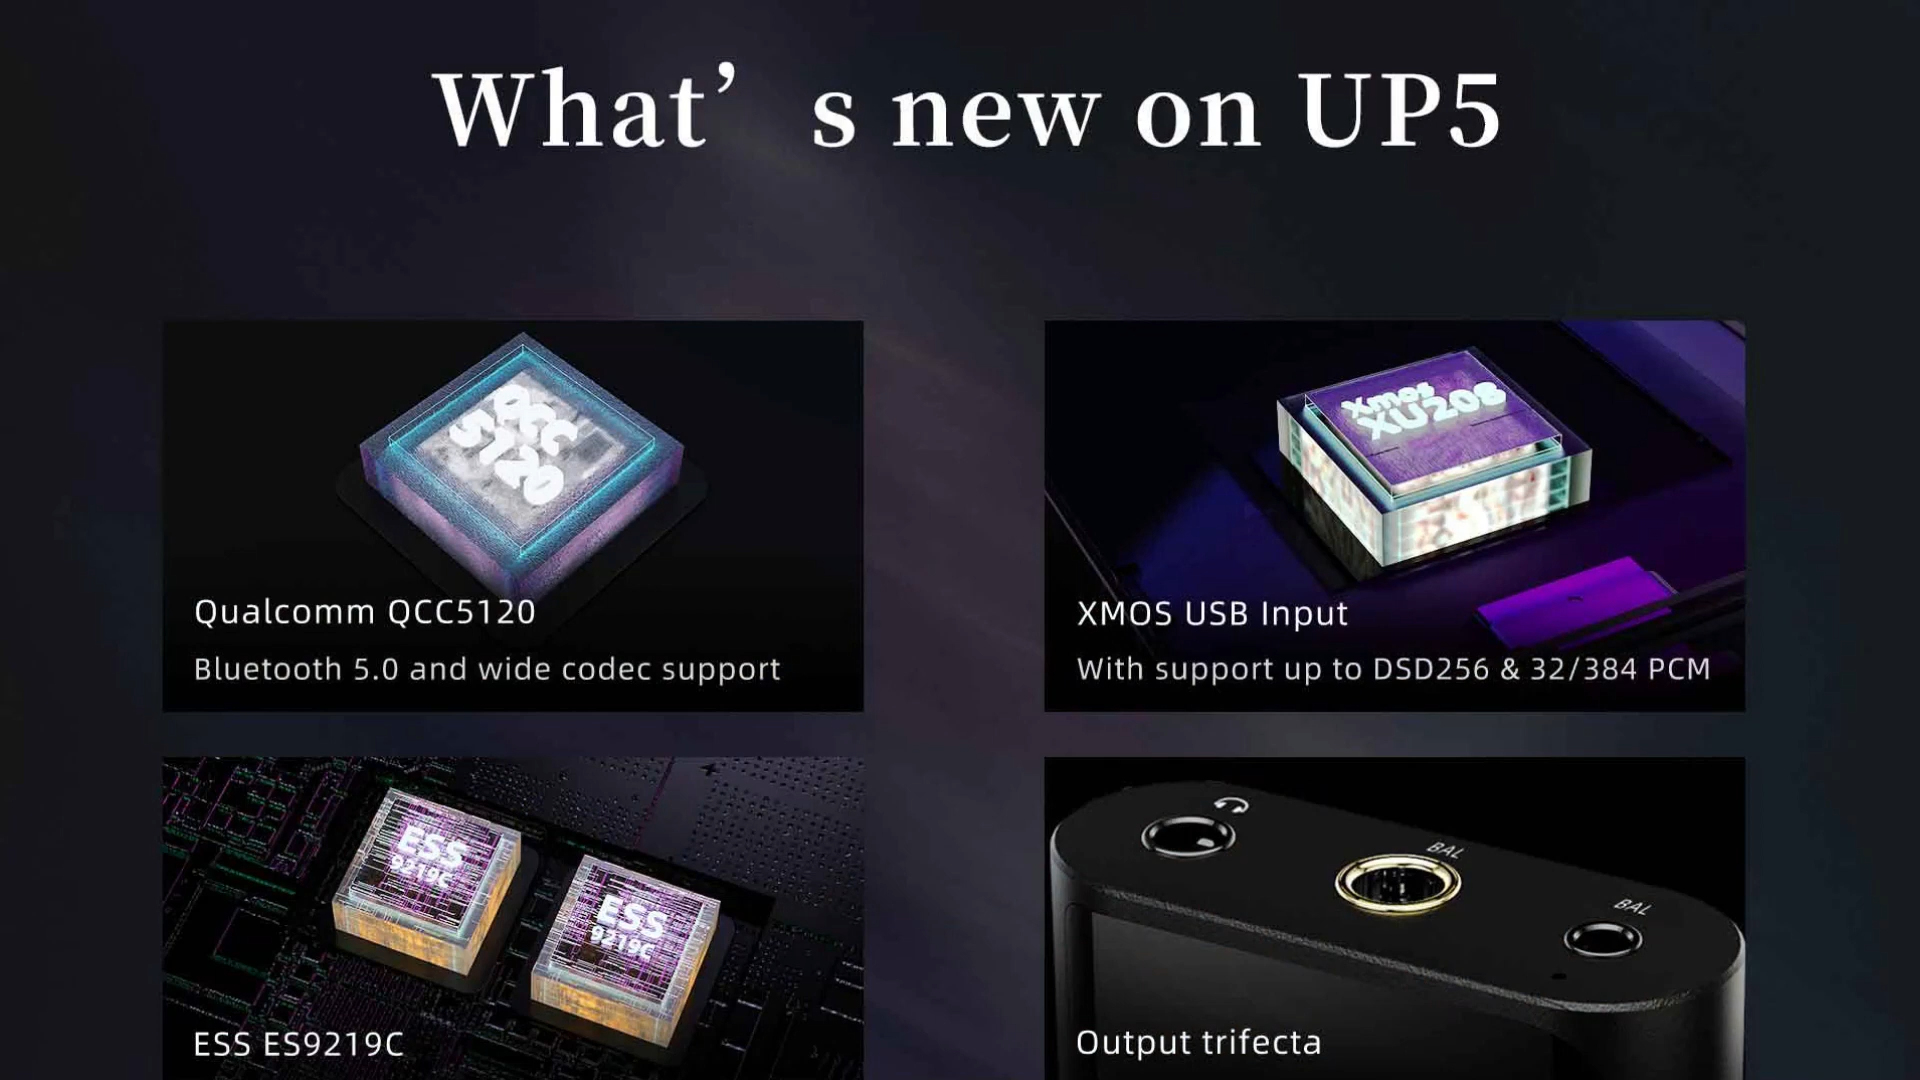 What’s new on UP5
QCC
5120
Qualcomm QCC5120
Bluetooth 5.0 and wide codec support
Xmos
XU208
XMOS USB Input
With support up to DSD256 & 32/384 PCM
ESS
9219C
ESS
9219C
ESS ES9219C
BAL
BAL
Output trifecta